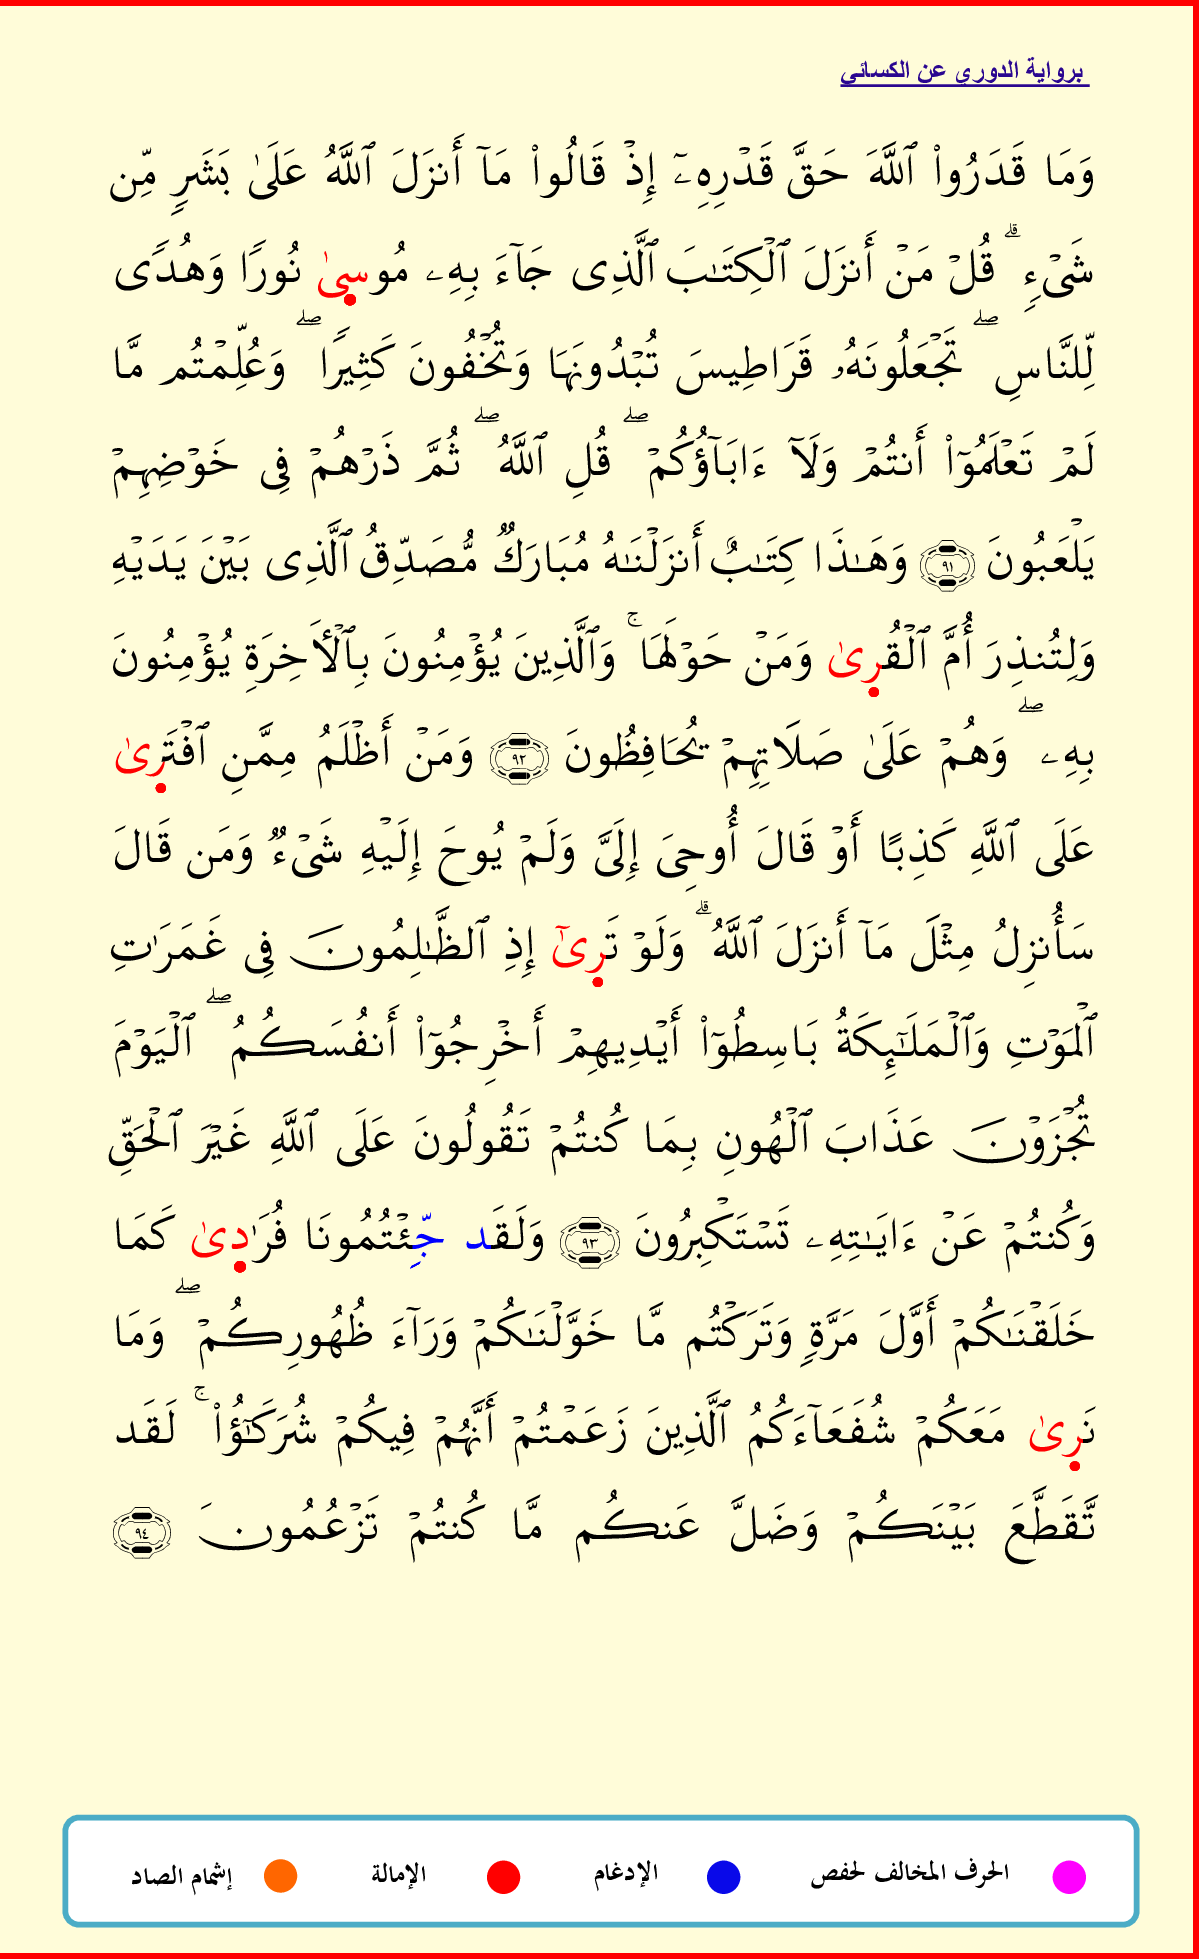 برواية الدوري عن الكسائي
وَمَا قَدَرُوا۟ ٱللَّهَ حَقَّ قَدْرِهِۦٓ إِذْ قَالُوا۟ مَآ أَنزَلَ ٱللَّهُ عَلَىٰ بَشَرٍ مِّن
شَىْءٍ ۗ قُلْ مَنْ أَنزَلَ ٱلْكِتَـٰبَ ٱلَّذِى جَآءَ بِهِۦ مُوسِىٰ نُورًا وَهُدًى
لِّلنَّاسِ ۖ تَجْعَلُونَهُۥ قَرَاطِيسَ تُبْدُونَهَا وَتُخْفُونَ كَثِيرًا ۖ وَعُلِّمْتُم مَّا
لَمْ تَعْلَمُوٓا۟ أَنتُمْ وَلَآ ءَابَآؤُكُمْ ۖ قُلِ ٱللَّهُ ۖ ثُمَّ ذَرْهُمْ فِى خَوْضِهِمْ
يَلْعَبُونَ ٩١ وَهَـٰذَا كِتَـٰبٌ أَنزَلْنَـٰهُ مُبَارَكٌ مُّصَدِّقُ ٱلَّذِى بَيْنَ يَدَيْهِ
وَلِتُنذِرَ أُمَّ ٱلْقُرِىٰ وَمَنْ حَوْلَهَا ۚ وَٱلَّذِينَ يُؤْمِنُونَ بِٱلْأَخِرَةِ يُؤْمِنُونَ
بِهِۦ ۖ وَهُمْ عَلَىٰ صَلَاتِهِمْ يُحَافِظُونَ ٩٢ وَمَنْ أَظْلَمُ مِمَّنِ ٱفْتَرِىٰ
عَلَى ٱللَّهِ كَذِبًا أَوْ قَالَ أُوحِىَ إِلَىَّ وَلَمْ يُوحَ إِلَيْهِ شَىْءٌ وَمَن قَالَ
سَأُنزِلُ مِثْلَ مَآ أَنزَلَ ٱللَّهُ ۗ وَلَوْ تَرِىٰٓ إِذِ ٱلظَّـٰلِمُونَ فِى غَمَرَٰتِ
ٱلْمَوْتِ وَٱلْمَلَـٰٓئِكَةُ بَاسِطُوٓا۟ أَيْدِيهِمْ أَخْرِجُوٓا۟ أَنفُسَكُمُ ۖ ٱلْيَوْمَ
تُجْزَوْنَ عَذَابَ ٱلْهُونِ بِمَا كُنتُمْ تَقُولُونَ عَلَى ٱللَّهِ غَيْرَ ٱلْحَقِّ
وَكُنتُمْ عَنْ ءَايَـٰتِهِۦ تَسْتَكْبِرُونَ ٩٣ وَلَقَد جِّئْتُمُونَا فُرَٰدِىٰ كَمَا
خَلَقْنَـٰكُمْ أَوَّلَ مَرَّةٍ وَتَرَكْتُم مَّا خَوَّلْنَـٰكُمْ وَرَآءَ ظُهُورِكُمْ ۖ وَمَا
نَرِىٰ مَعَكُمْ شُفَعَآءَكُمُ ٱلَّذِينَ زَعَمْتُمْ أَنَّهُمْ فِيكُمْ شُرَكَـٰٓؤُا۟ ۚ لَقَد
تَّقَطَّعَ بَيْنَكُمْ وَضَلَّ عَنكُم مَّا كُنتُمْ تَزْعُمُونَ ٩٤
الحرف المخالف لحفص الإدغام الإمالة إشمام الصاد